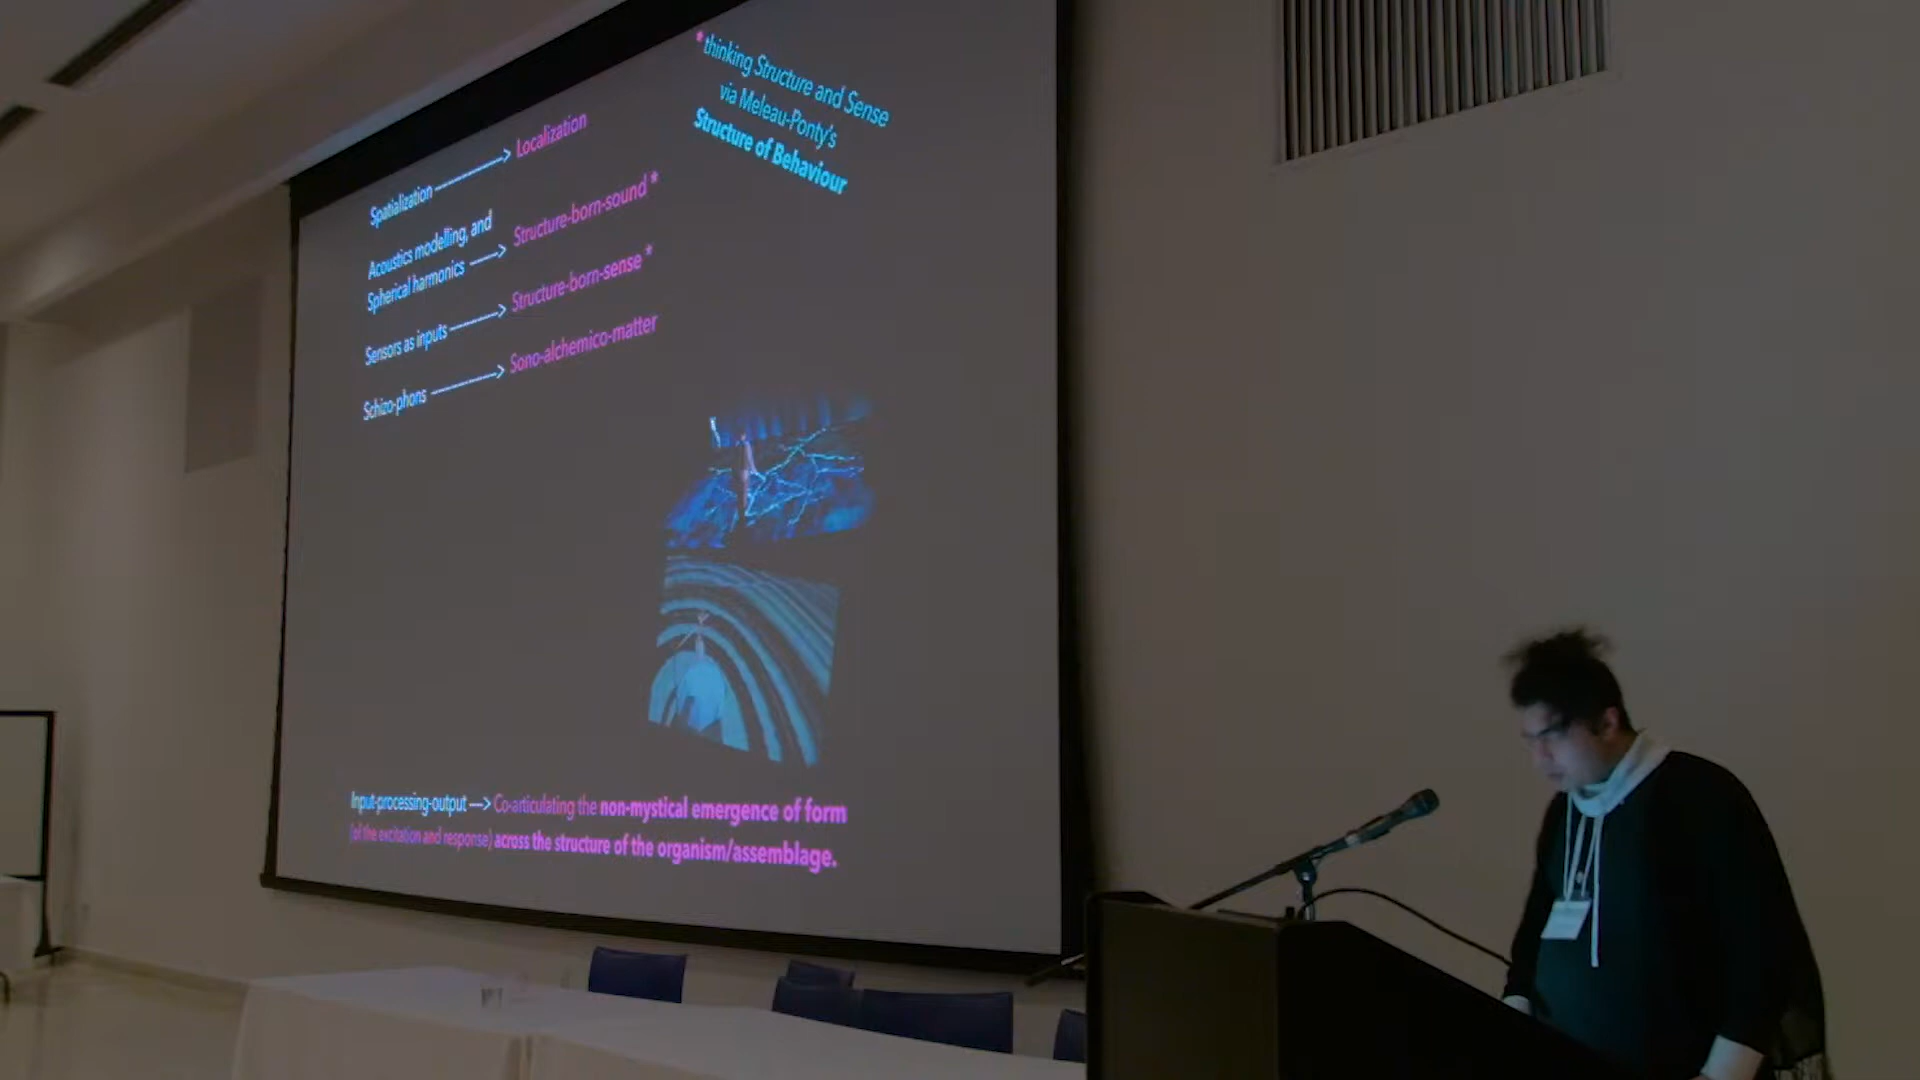 * thinking Structure and Sense
via Meleau-Ponty's
Structure of Behaviour
Spatialization ⟶ Localization
Acoustics modelling, and
Spherical harmonics ⟶ Structure-born-sound *
Sensors as inputs ⟶ Structure-born-sense *
Schizo-phons ⟶ Sono-alchemico-matter
Input-processing-output —> Co-articulating the non-mystical emergence of form
(of the excitation and response) across the structure of the organism/assemblage.